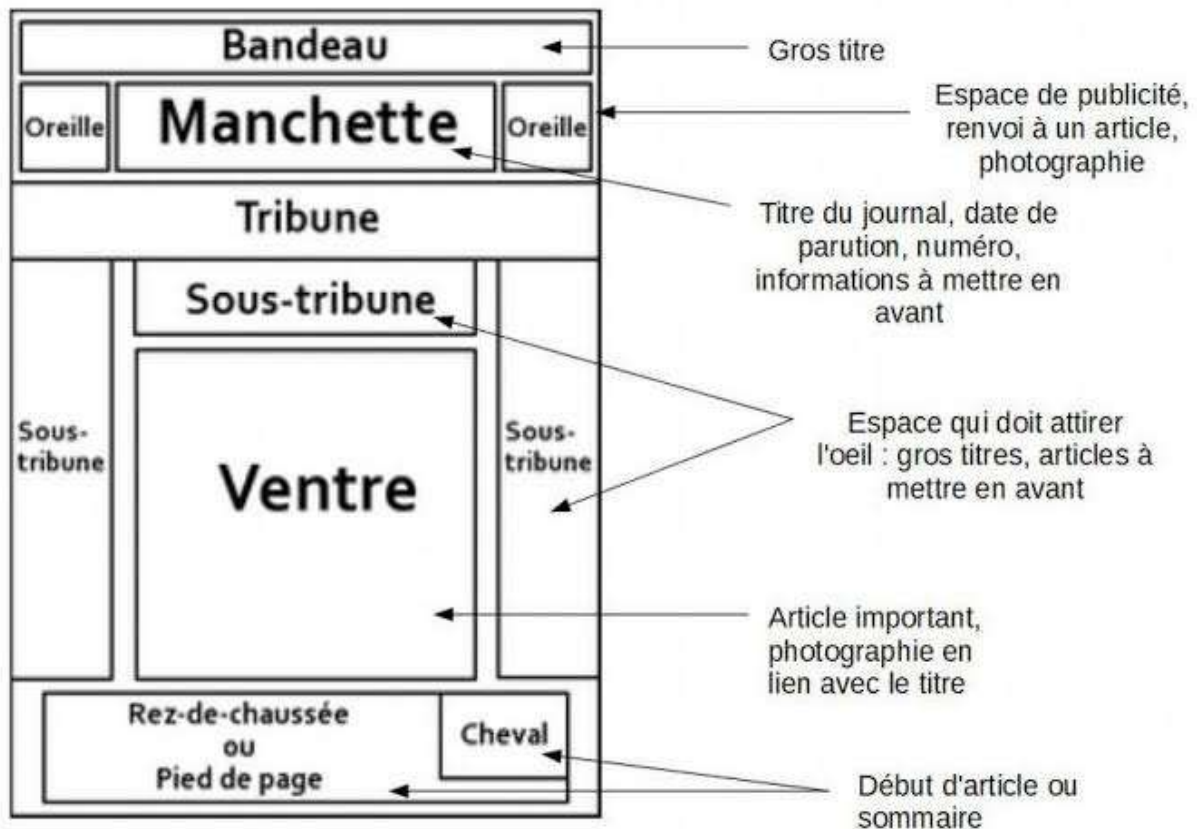 Bandeau
Gros titre
Oreille
Manchette
Oreille
Espace de publicité,
renvoi à un article,
photographie
Titre du journal, date de
parution, numéro,
informations à mettre en
avant
Tribune
Sous-tribune
Sous-
tribune
Sous-
tribune
Espace qui doit attirer
l'oeil : gros titres, articles à
mettre en avant
Ventre
Article important,
photographie en
lien avec le titre
Rez-de-chaussée
ou
Pied de page
Cheval
Début d'article ou
sommaire